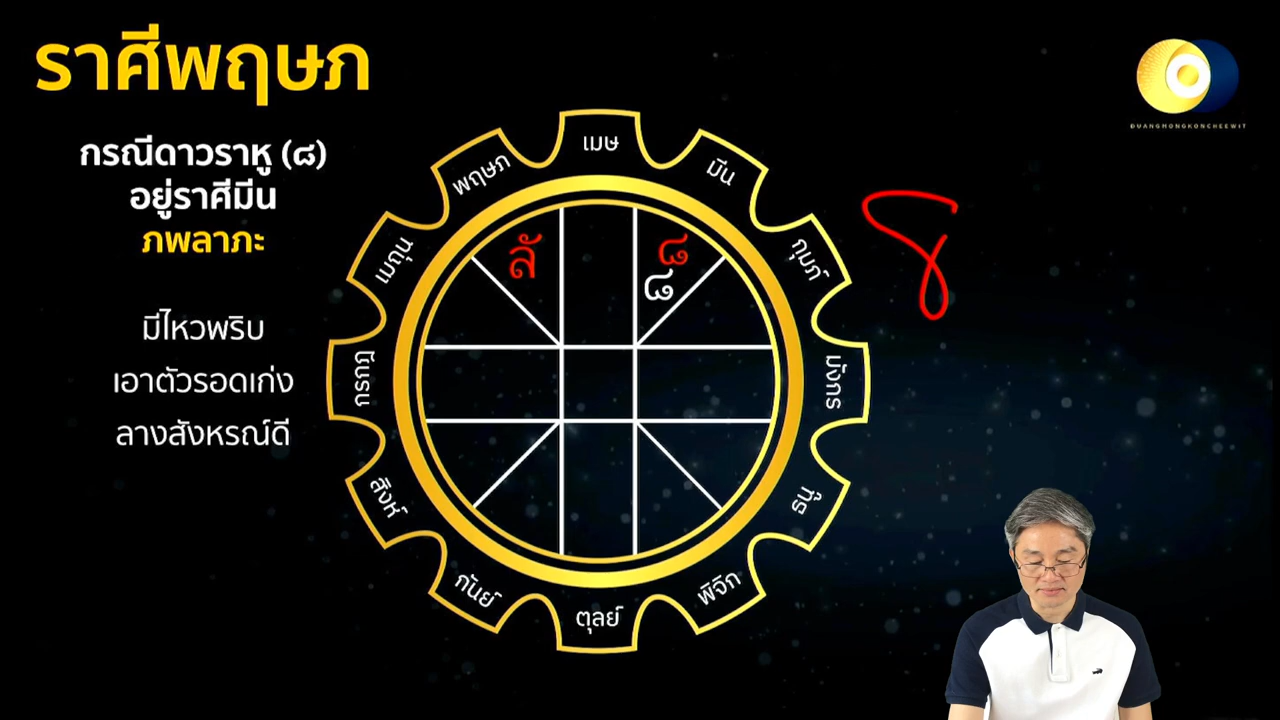 ราศีพฤษภ
กรณีดาวราหู (๘)
อยู่ราศีมีน
ภพลาภะ
มีไหวพริบ
เอาตัวรอดเก่ง
ลางสังหรณ์ดี
เมษ
มีน
กุมภ์
มังกร
ธนู
พิจิก
ตุลย์
กันย์
สิงห์
กรกฎ
เมถุน
พฤษภ
ลั
๘
๘
DUANGMONGKONCHEEWIT